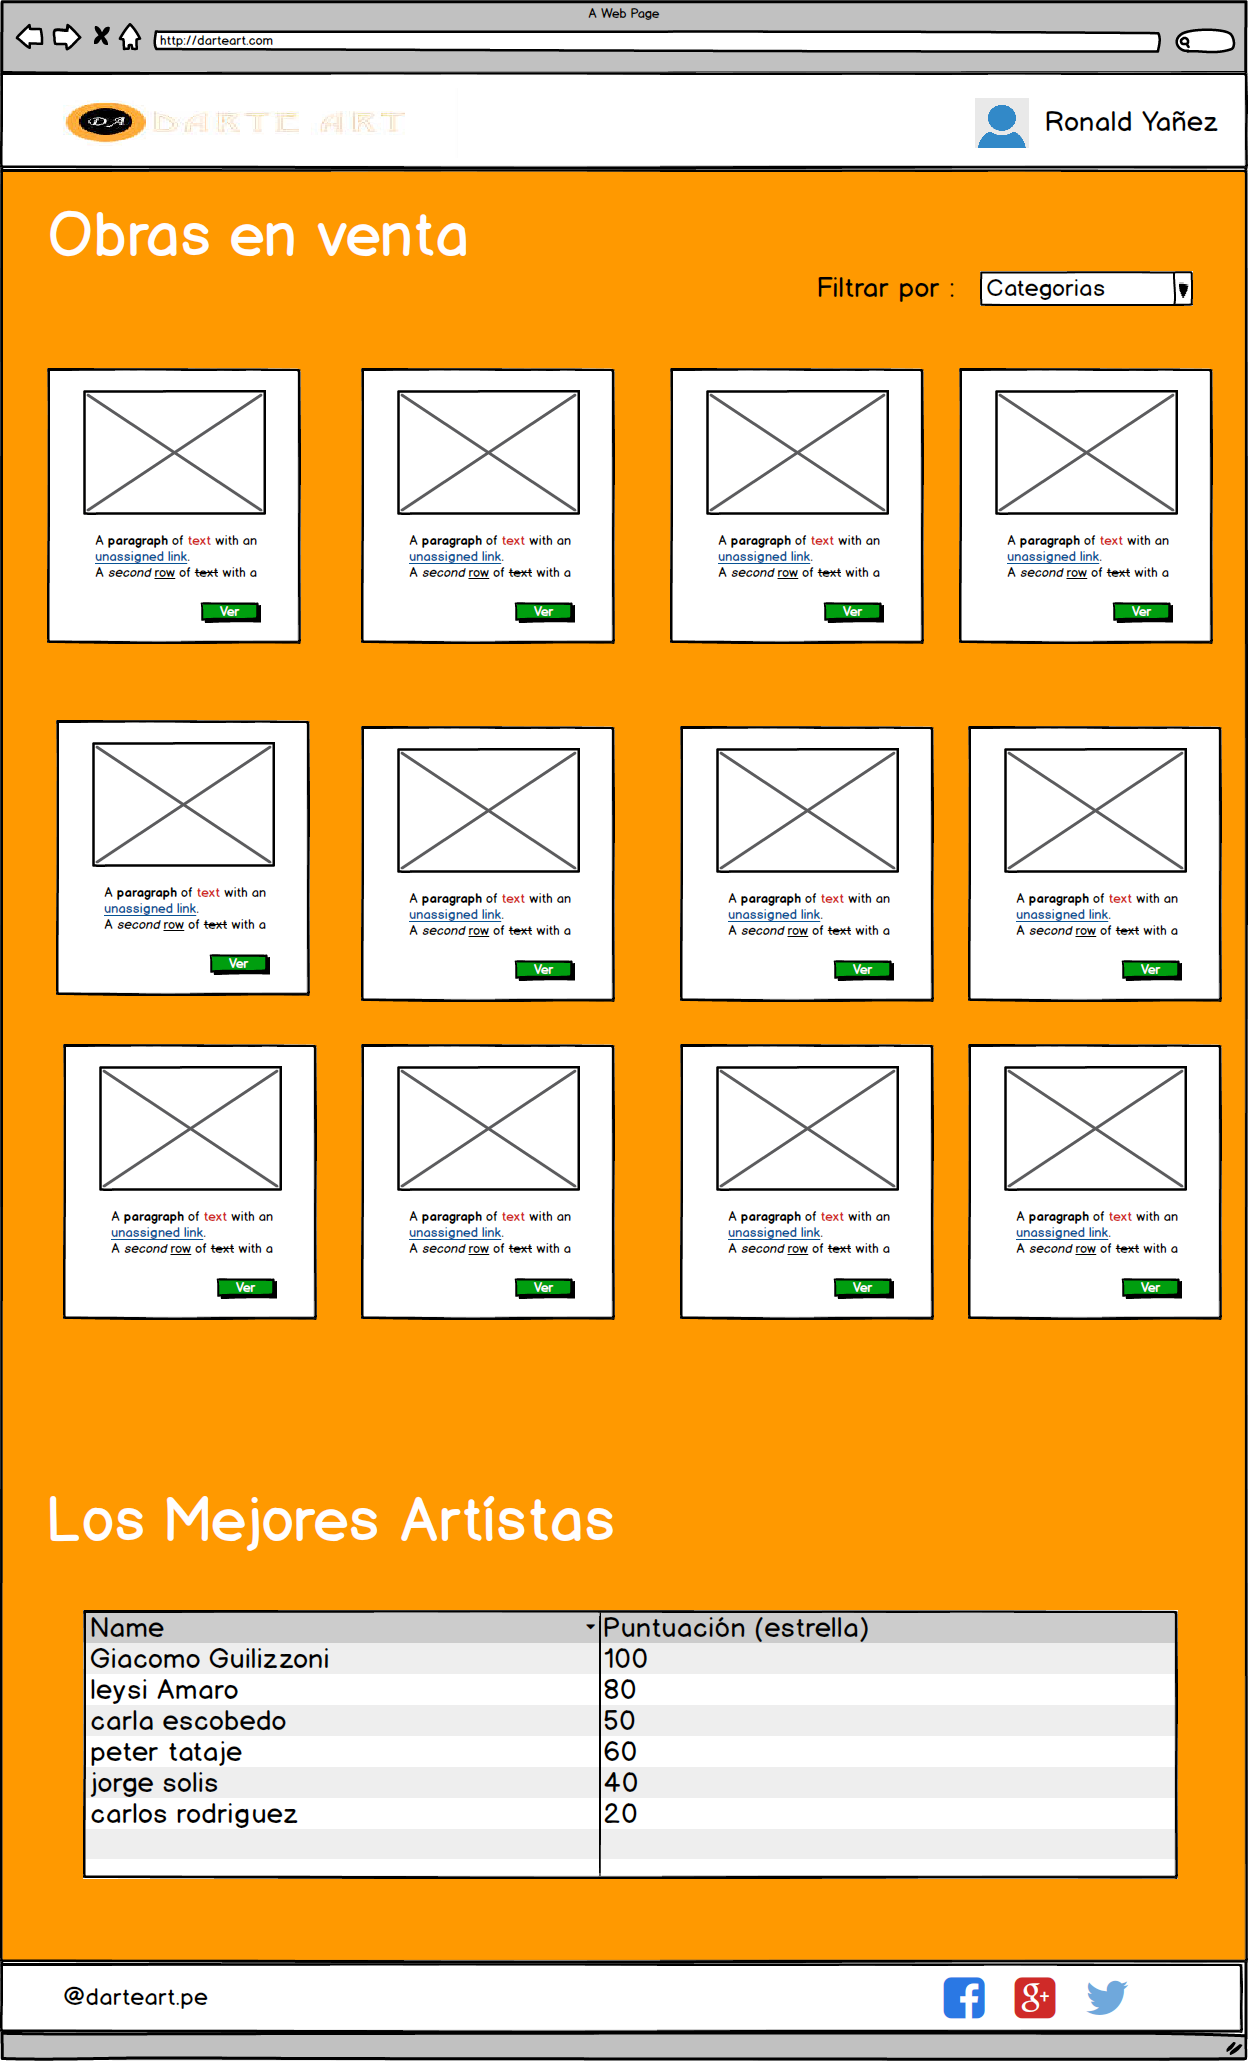 A Web Page
http://darteart.com
DA DARTE ART
Ronald Yañez
Obras en venta
Filtrar por :
Categorias
A paragraph of text with an
unassigned link.
A second row of text with a
Ver
A paragraph of text with an
unassigned link.
A second row of text with a
Ver
A paragraph of text with an
unassigned link.
A second row of text with a
Ver
A paragraph of text with an
unassigned link.
A second row of text with a
Ver
A paragraph of text with an
unassigned link.
A second row of text with a
Ver
A paragraph of text with an
unassigned link.
A second row of text with a
Ver
A paragraph of text with an
unassigned link.
A second row of text with a
Ver
A paragraph of text with an
unassigned link.
A second row of text with a
Ver
A paragraph of text with an
unassigned link.
A second row of text with a
Ver
A paragraph of text with an
unassigned link.
A second row of text with a
Ver
A paragraph of text with an
unassigned link.
A second row of text with a
Ver
A paragraph of text with an
unassigned link.
A second row of text with a
Ver
Los Mejores Artístas
Name Puntuación (estrella)
Giacomo Guilizzoni 100
leysi Amaro 80
carla escobedo 50
peter tataje 60
jorge solis 40
carlos rodriguez 20
@darteart.pe